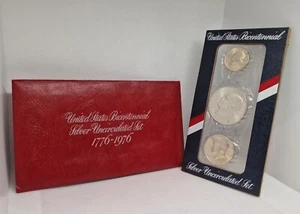 United States Bicentennial
Silver Uncirculated Set
1776-1976
United States Bicentennial
Silver Uncirculated Set